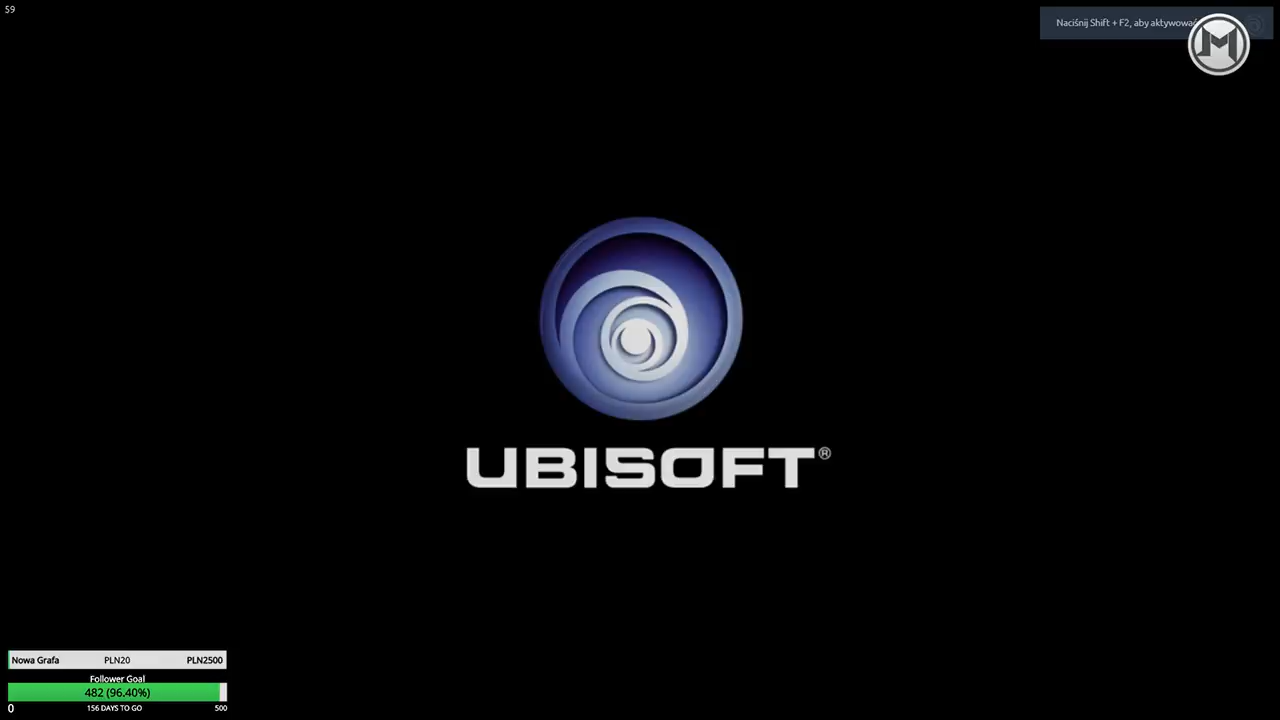 59
Naciśnij Shift + F2, aby aktywować
UBISOFT®
Nowa Grafa PLN20 PLN2500
Follower Goal
482 (96.40%)
0 156 DAYS TO GO 500